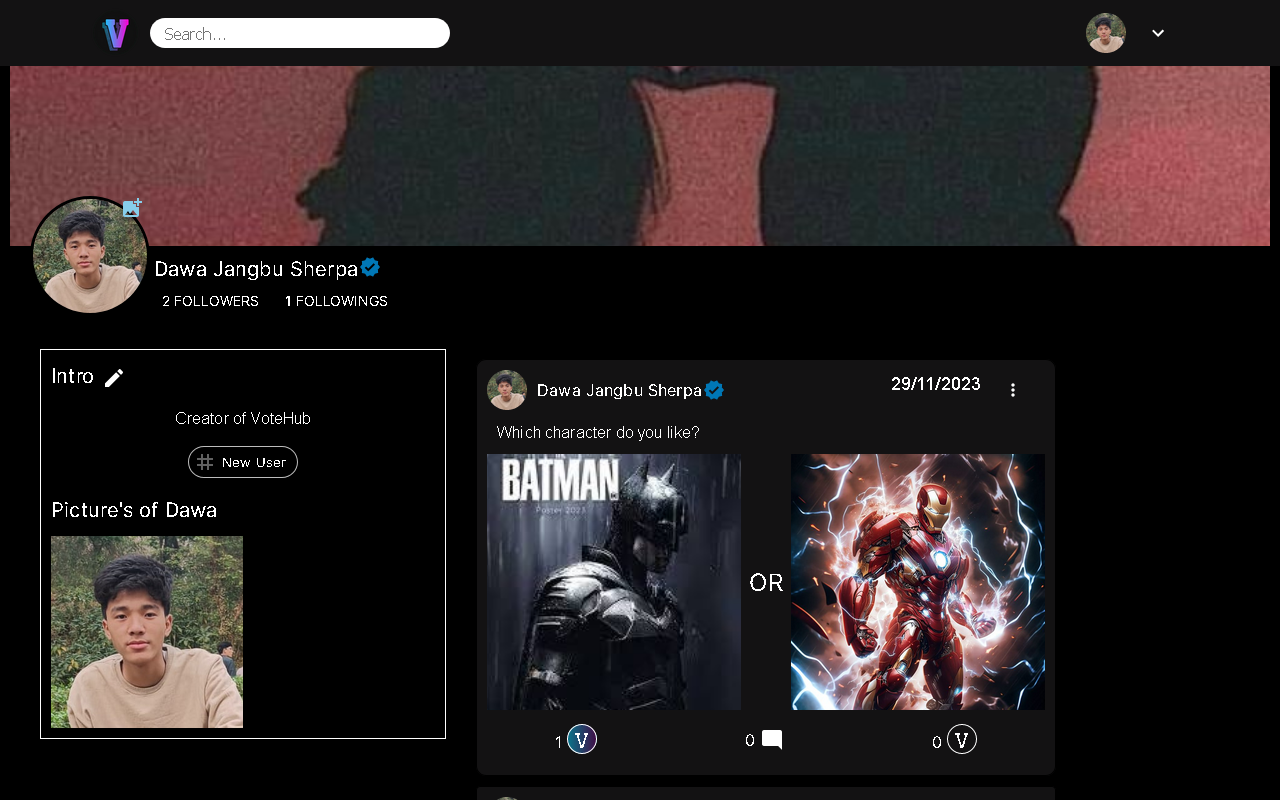 V
Search...
Dawa Jangbu Sherpa
2 FOLLOWERS 1 FOLLOWINGS
Intro
Creator of VoteHub
# New User
Picture's of Dawa
Dawa Jangbu Sherpa 29/11/2023
Which character do you like?
BATMAN
Poster 2023
OR
1 V 0 0 V